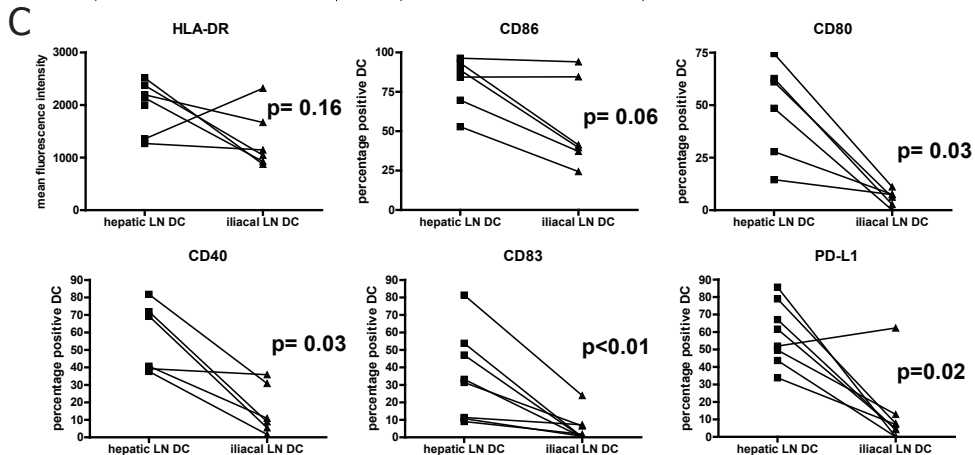 C
HLA-DR
mean fluorescence intensity
3000
2000
1000
0
p= 0.16
hepatic LN DC
iliacal LN DC
CD86
percentage positive DC
100
75
50
25
0
p= 0.06
hepatic LN DC
iliacal LN DC
CD80
percentage positive DC
75
50
25
0
p= 0.03
hepatic LN DC
iliacal LN DC
CD40
percentage positive DC
90
80
70
60
50
40
30
20
10
0
p= 0.03
hepatic LN DC
iliacal LN DC
CD83
percentage positive DC
90
80
70
60
50
40
30
20
10
0
p<0.01
hepatic LN DC
iliacal LN DC
PD-L1
percentage positive DC
90
80
70
60
50
40
30
20
10
0
p=0.02
hepatic LN DC
iliacal LN DC